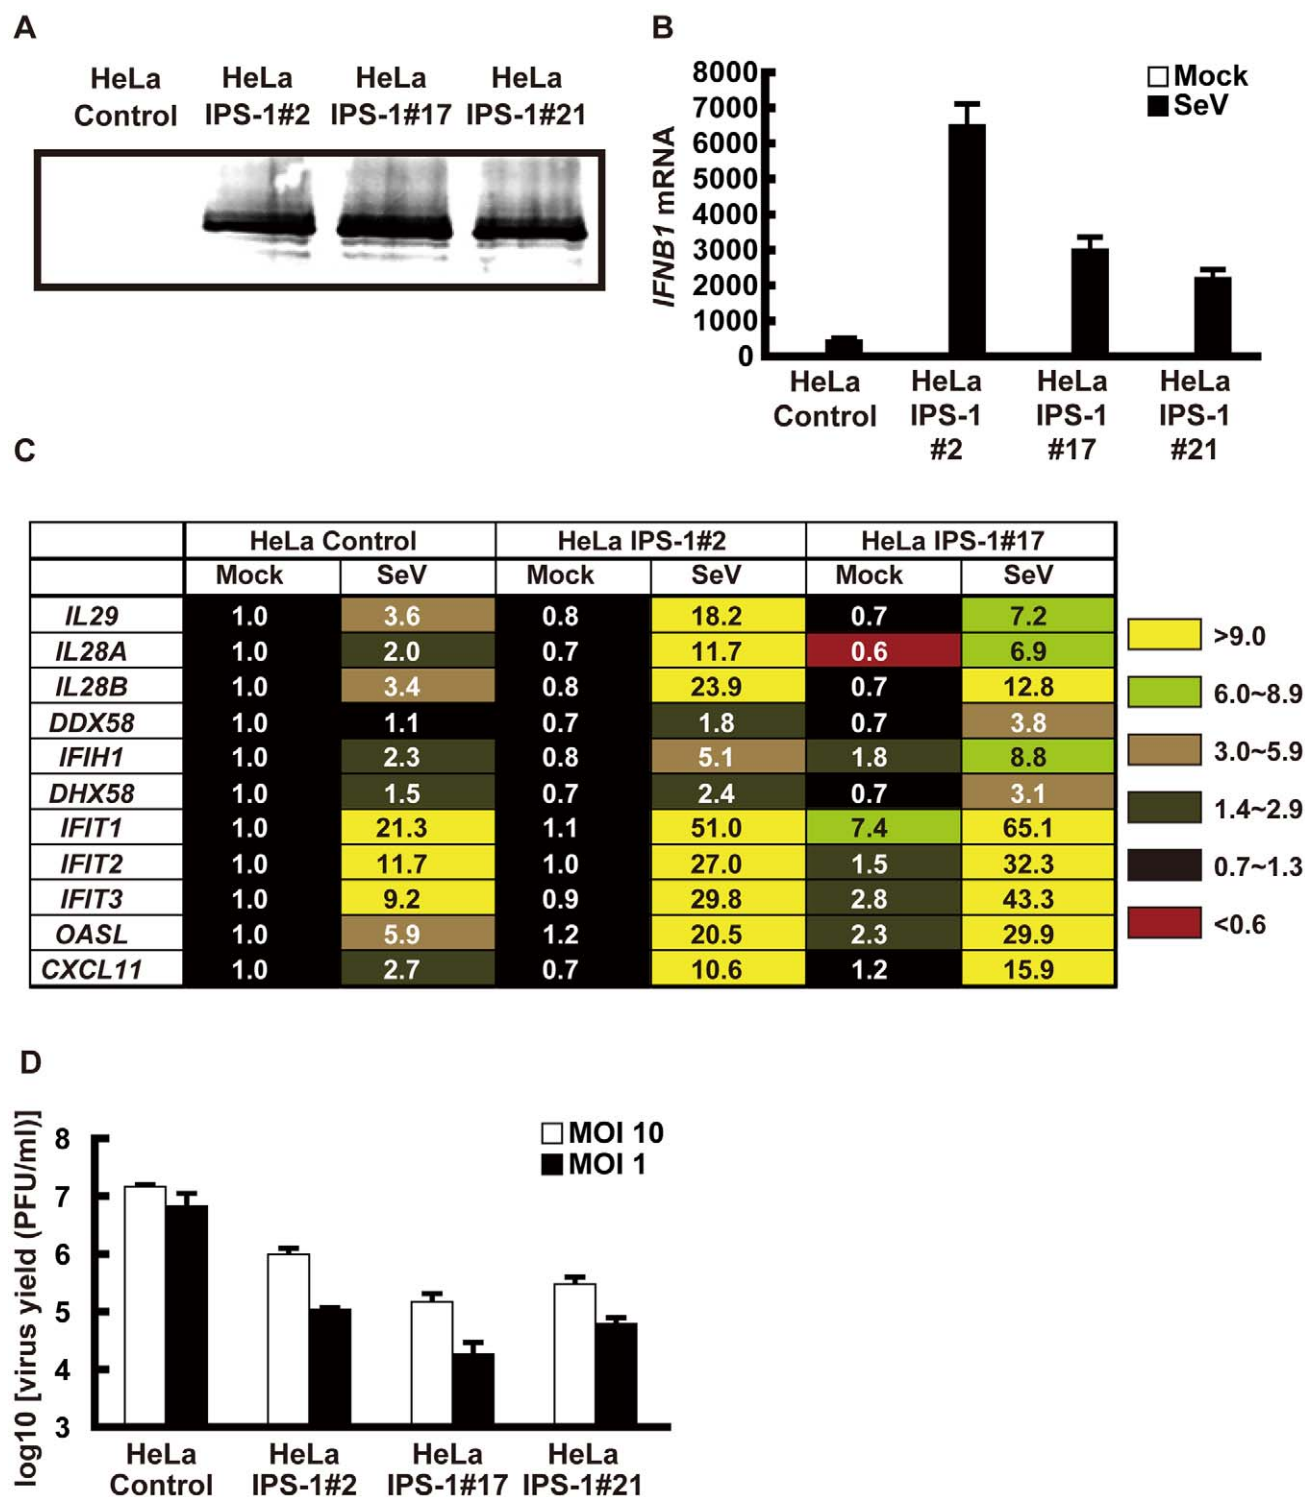 A
HeLa Control
HeLa IPS-1#2
HeLa IPS-1#17
HeLa IPS-1#21
B
IFNB1 mRNA
8000
7000
6000
5000
4000
3000
2000
1000
0
Mock
SeV
HeLa Control
HeLa IPS-1 #2
HeLa IPS-1 #17
HeLa IPS-1 #21
C
HeLa Control HeLa IPS-1#2 HeLa IPS-1#17
Mock SeV Mock SeV Mock SeV
IL29 1.0 3.6 0.8 18.2 0.7 7.2
IL28A 1.0 2.0 0.7 11.7 0.6 6.9
IL28B 1.0 3.4 0.8 23.9 0.7 12.8
DDX58 1.0 1.1 0.7 1.8 0.7 3.8
IFIH1 1.0 2.3 0.8 5.1 1.8 8.8
DHX58 1.0 1.5 0.7 2.4 0.7 3.1
IFIT1 1.0 21.3 1.1 51.0 7.4 65.1
IFIT2 1.0 11.7 1.0 27.0 1.5 32.3
IFIT3 1.0 9.2 0.9 29.8 2.8 43.3
OASL 1.0 5.9 1.2 20.5 2.3 29.9
CXCL11 1.0 2.7 0.7 10.6 1.2 15.9
>9.0
6.0~8.9
3.0~5.9
1.4~2.9
0.7~1.3
<0.6
D
log10 [virus yield (PFU/ml)]
8
7
6
5
4
3
MOI 10
MOI 1
HeLa Control
HeLa IPS-1#2
HeLa IPS-1#17
HeLa IPS-1#21